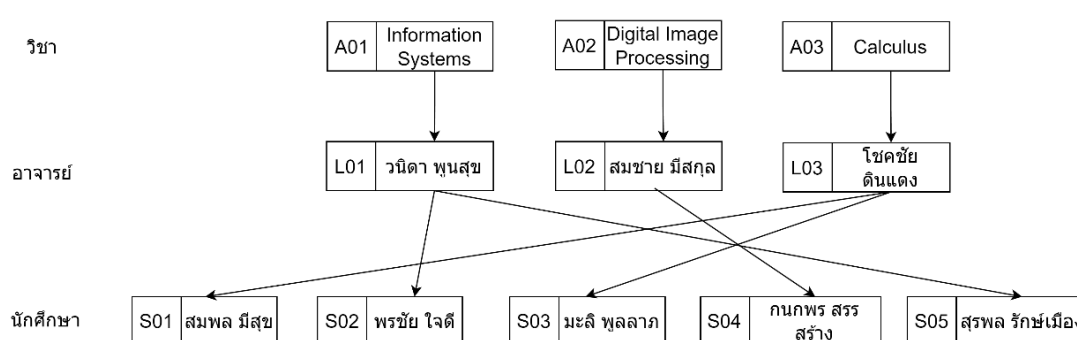 วิชา
A01 Information Systems
A02 Digital Image Processing
A03 Calculus
อาจารย์
L01 วนิดา พูนสุข
L02 สมชาย มีสกุล
L03 โชคชัย ดินแดง
นักศึกษา
S01 สมพล มีสุข
S02 พรชัย ใจดี
S03 มะลิ พูลลาภ
S04 กนกพร สรรสร้าง
S05 สุรพล รักษ์เมือง